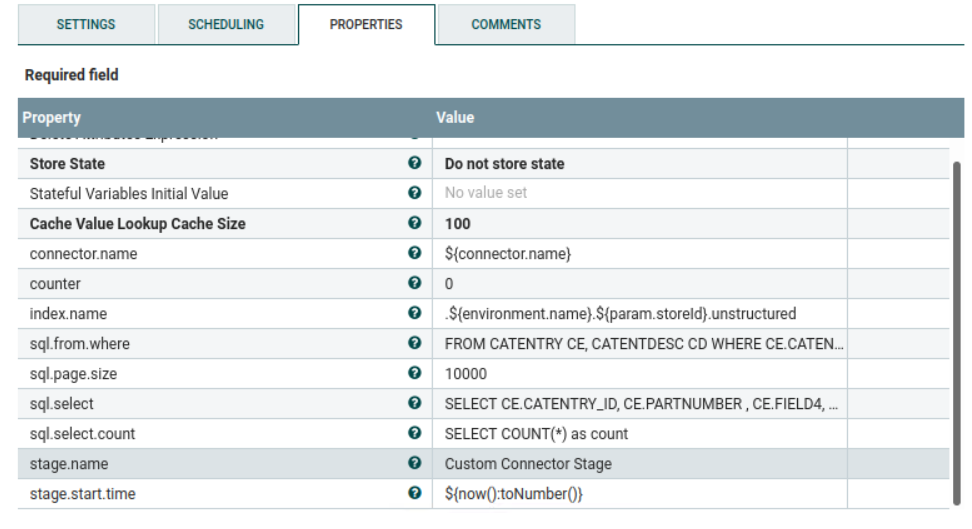 SETTINGS SCHEDULING PROPERTIES COMMENTS
Required field
Property Value
Delete Attributes Expression
Store State Do not store state
Stateful Variables Initial Value No value set
Cache Value Lookup Cache Size 100
connector.name ${connector.name}
counter 0
index.name .${environment.name}.${param.storeId}.unstructured
sql.from.where FROM CATENTRY CE, CATENTDESC CD WHERE CE.CATEN...
sql.page.size 10000
sql.select SELECT CE.CATENTRY_ID, CE.PARTNUMBER , CE.FIELD4, ...
sql.select.count SELECT COUNT(*) as count
stage.name Custom Connector Stage
stage.start.time ${now():toNumber()}